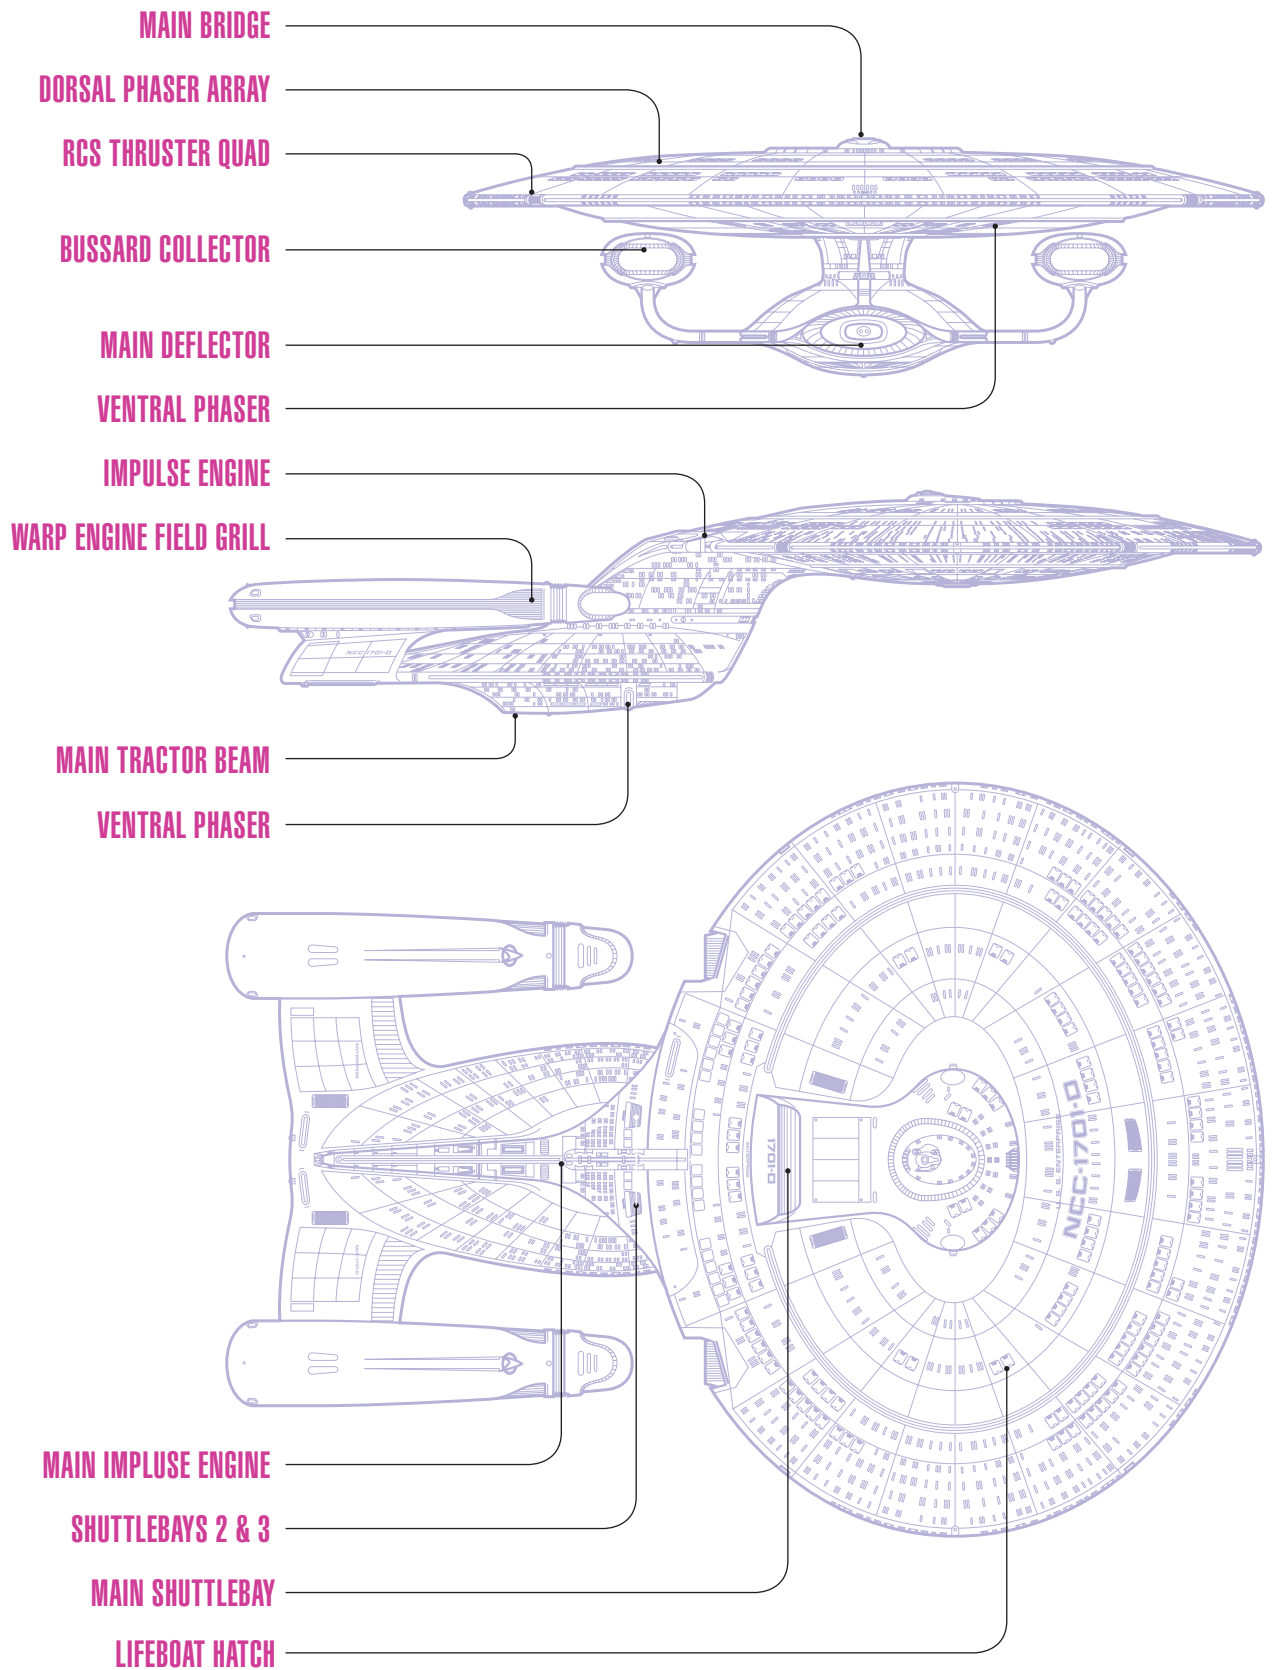 MAIN BRIDGE
DORSAL PHASER ARRAY
RCS THRUSTER QUAD
BUSSARD COLLECTOR
MAIN DEFLECTOR
VENTRAL PHASER
IMPULSE ENGINE
WARP ENGINE FIELD GRILL
NCC-1701-D
MAIN TRACTOR BEAM
VENTRAL PHASER
1701-D
U.S.S. ENTERPRISE
NCC-1701-D
MAIN IMPLUSE ENGINE
SHUTTLEBAYS 2 & 3
MAIN SHUTTLEBAY
LIFEBOAT HATCH